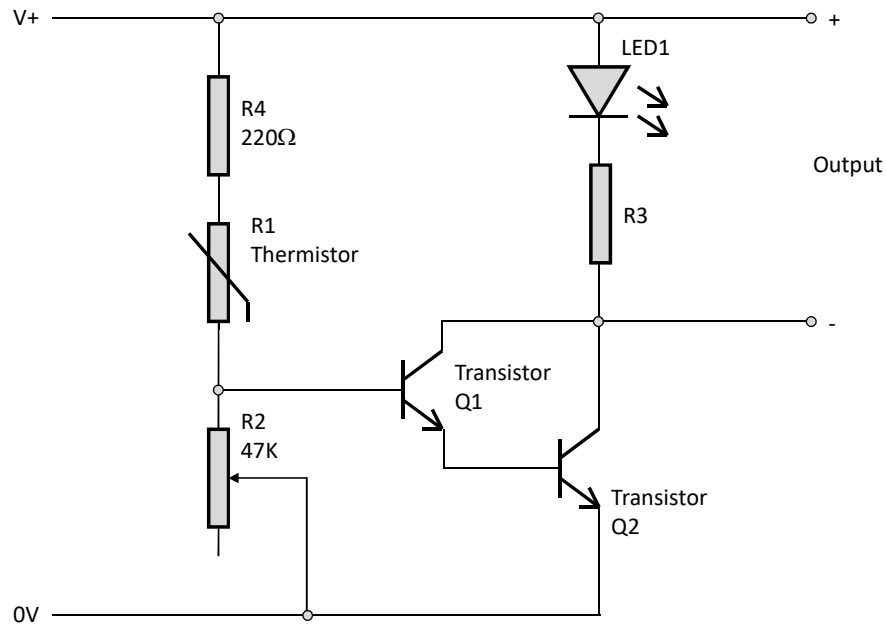 V+
+
LED1
R4
220Ω
Output
R3
R1
Thermistor
-
Transistor
Q1
R2
47K
Transistor
Q2
0V